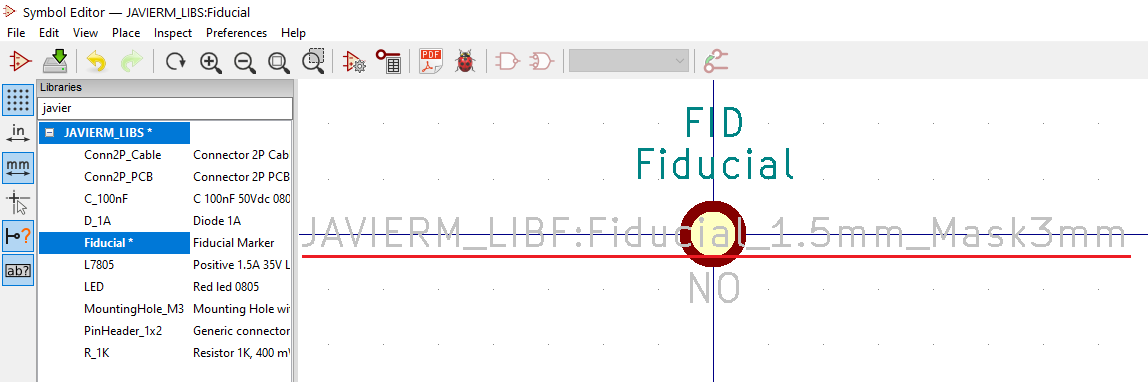 Symbol Editor — JAVIERM_LIBS:Fiducial
File Edit View Place Inspect Preferences Help
PDF
Libraries
in
javier
mm
JAVIERM_LIBS *
Conn2P_Cable Connector 2P Cab
Conn2P_PCB Connector 2P PCB
C_100nF C 100nF 50Vdc 080
D_1A Diode 1A
Fiducial * Fiducial Marker
L7805 Positive 1.5A 35V L
LED Red led 0805
MountingHole_M3 Mounting Hole wi
PinHeader_1x2 Generic connector
R_1K Resistor 1K, 400 mW
?
ab?
FID
Fiducial
JAVIERM_LIBF:Fiducial_1.5mm_Mask3mm
NO